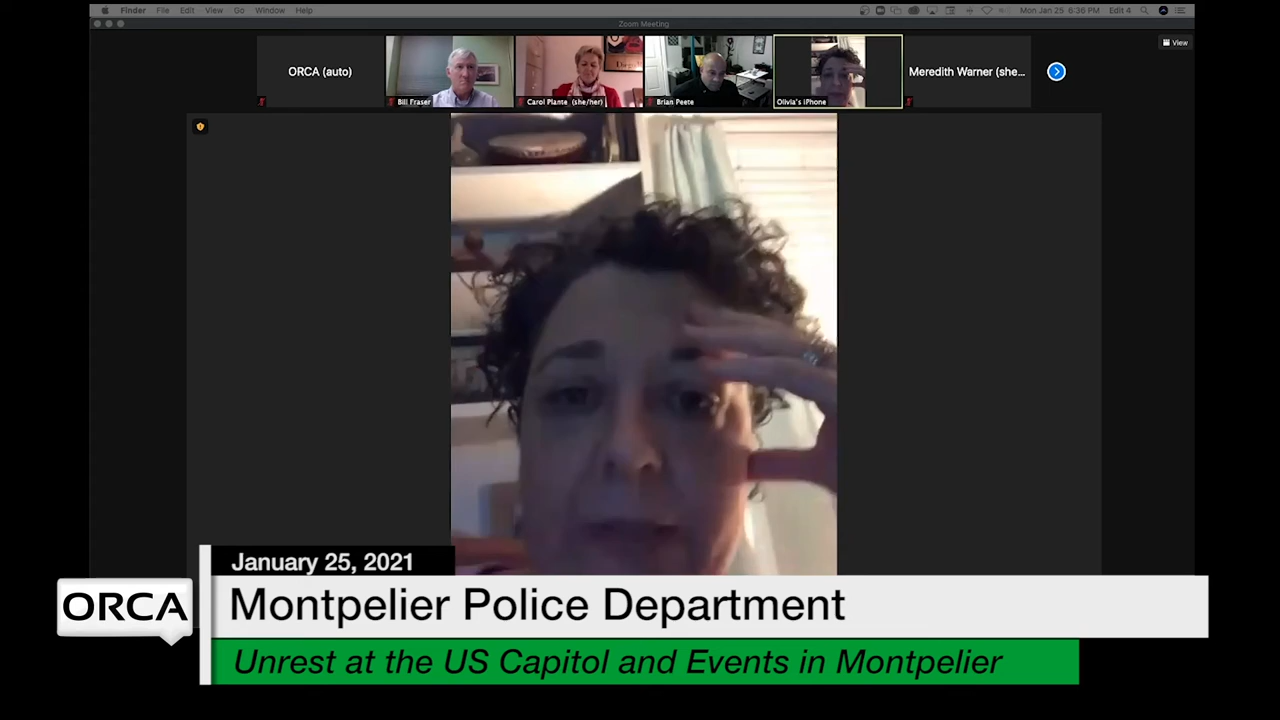 Finder File Edit View Go Window Help
Mon Jan 25 6:36 PM Edit 4
Zoom Meeting
View
ORCA (auto)
Meredith Warner (she...
Bill Fraser
Carol Plante (she/her)
Brian Peete
Olivia's iPhone
January 25, 2021
ORCA
Montpelier Police Department
Unrest at the US Capitol and Events in Montpelier